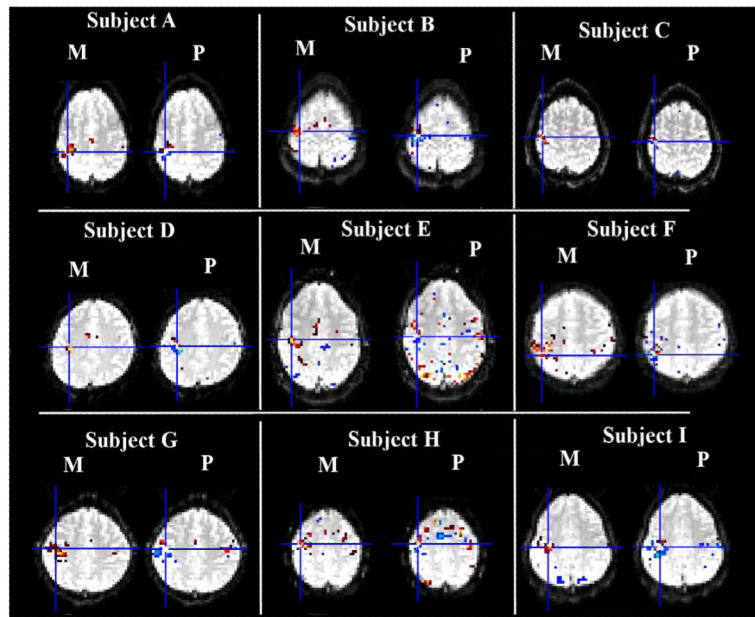 Subject A
M P
Subject B
M P
Subject C
M P
Subject D
M P
Subject E
M P
Subject F
M P
Subject G
M P
Subject H
M P
Subject I
M P